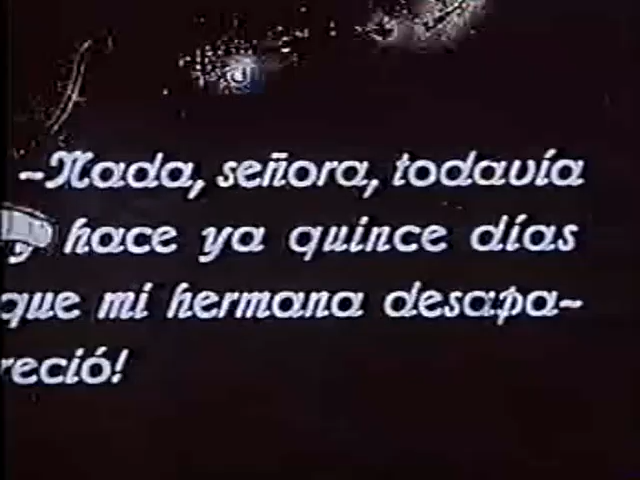 -Nada, señora, todavía
y hace ya quince días
que mi hermana desapa-
reció!